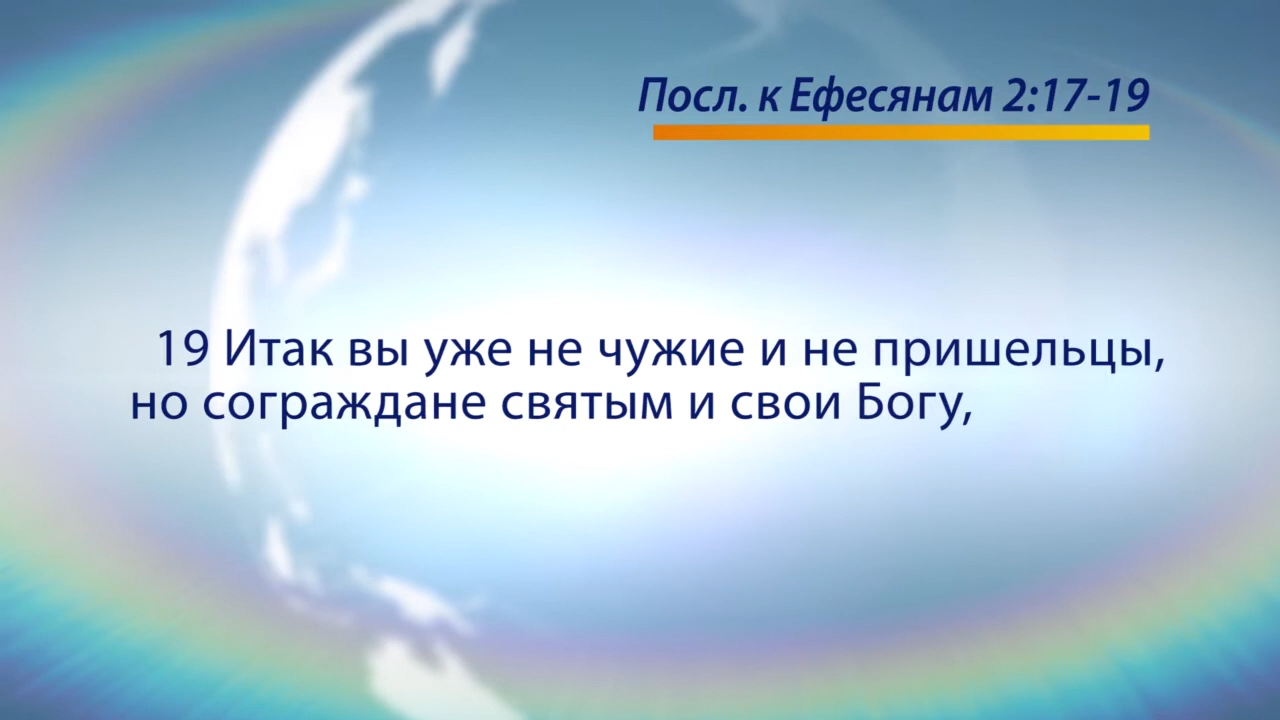 Посл. к Ефесянам 2:17-19
19 Итак вы уже не чужие и не пришельцы,
но сограждане святым и свои Богу,